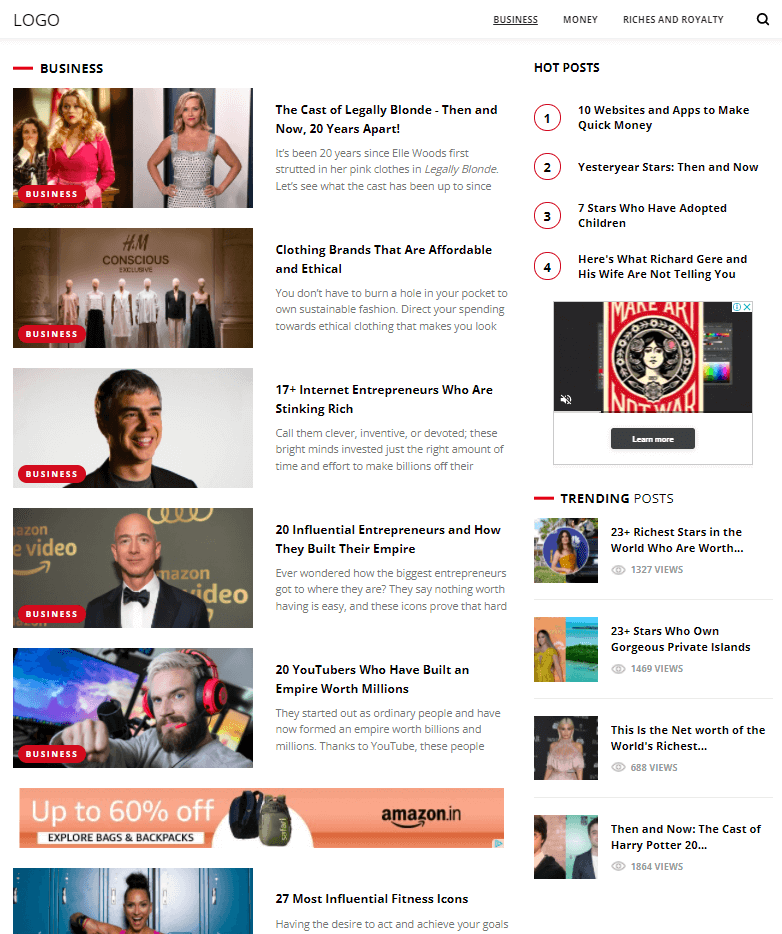 LOGO
BUSINESS
MONEY
RICHES AND ROYALTY
BUSINESS
BUSINESS
The Cast of Legally Blonde - Then and
Now, 20 Years Apart!
It's been 20 years since Elle Woods first
strutted in her pink clothes in Legally Blonde.
Let's see what the cast has been up to since
H&M
CONSCIOUS
EXCLUSIVE
BUSINESS
Clothing Brands That Are Affordable
and Ethical
You don't have to burn a hole in your pocket to
own sustainable fashion. Direct your spending
towards ethical clothing that makes you look
BUSINESS
17+ Internet Entrepreneurs Who Are
Stinking Rich
Call them clever, inventive, or devoted; these
bright minds invested just the right amount of
time and effort to make billions off their
azon
e video
mazon
video
BUSINESS
20 Influential Entrepreneurs and How
They Built Their Empire
Ever wondered how the biggest entrepreneurs
got to where they are? They say nothing worth
having is easy, and these icons prove that hard
BUSINESS
20 YouTubers Who Have Built an
Empire Worth Millions
They started out as ordinary people and have
now formed an empire worth billions and
millions. Thanks to YouTube, these people
Up to 60% off
EXPLORE BAGS & BACKPACKS
safari
amazon.in
27 Most Influential Fitness Icons
Having the desire to act and achieve your goals
HOT POSTS
1
10 Websites and Apps to Make
Quick Money
2
Yesteryear Stars: Then and Now
3
7 Stars Who Have Adopted
Children
4
Here's What Richard Gere and
His Wife Are Not Telling You
MAKE ART
NOT WAR
Learn more
TRENDING POSTS
23+ Richest Stars in the
World Who Are Worth...
1327 VIEWS
23+ Stars Who Own
Gorgeous Private Islands
1469 VIEWS
This Is the Net worth of the
World's Richest...
688 VIEWS
Then and Now: The Cast of
Harry Potter 20...
1864 VIEWS